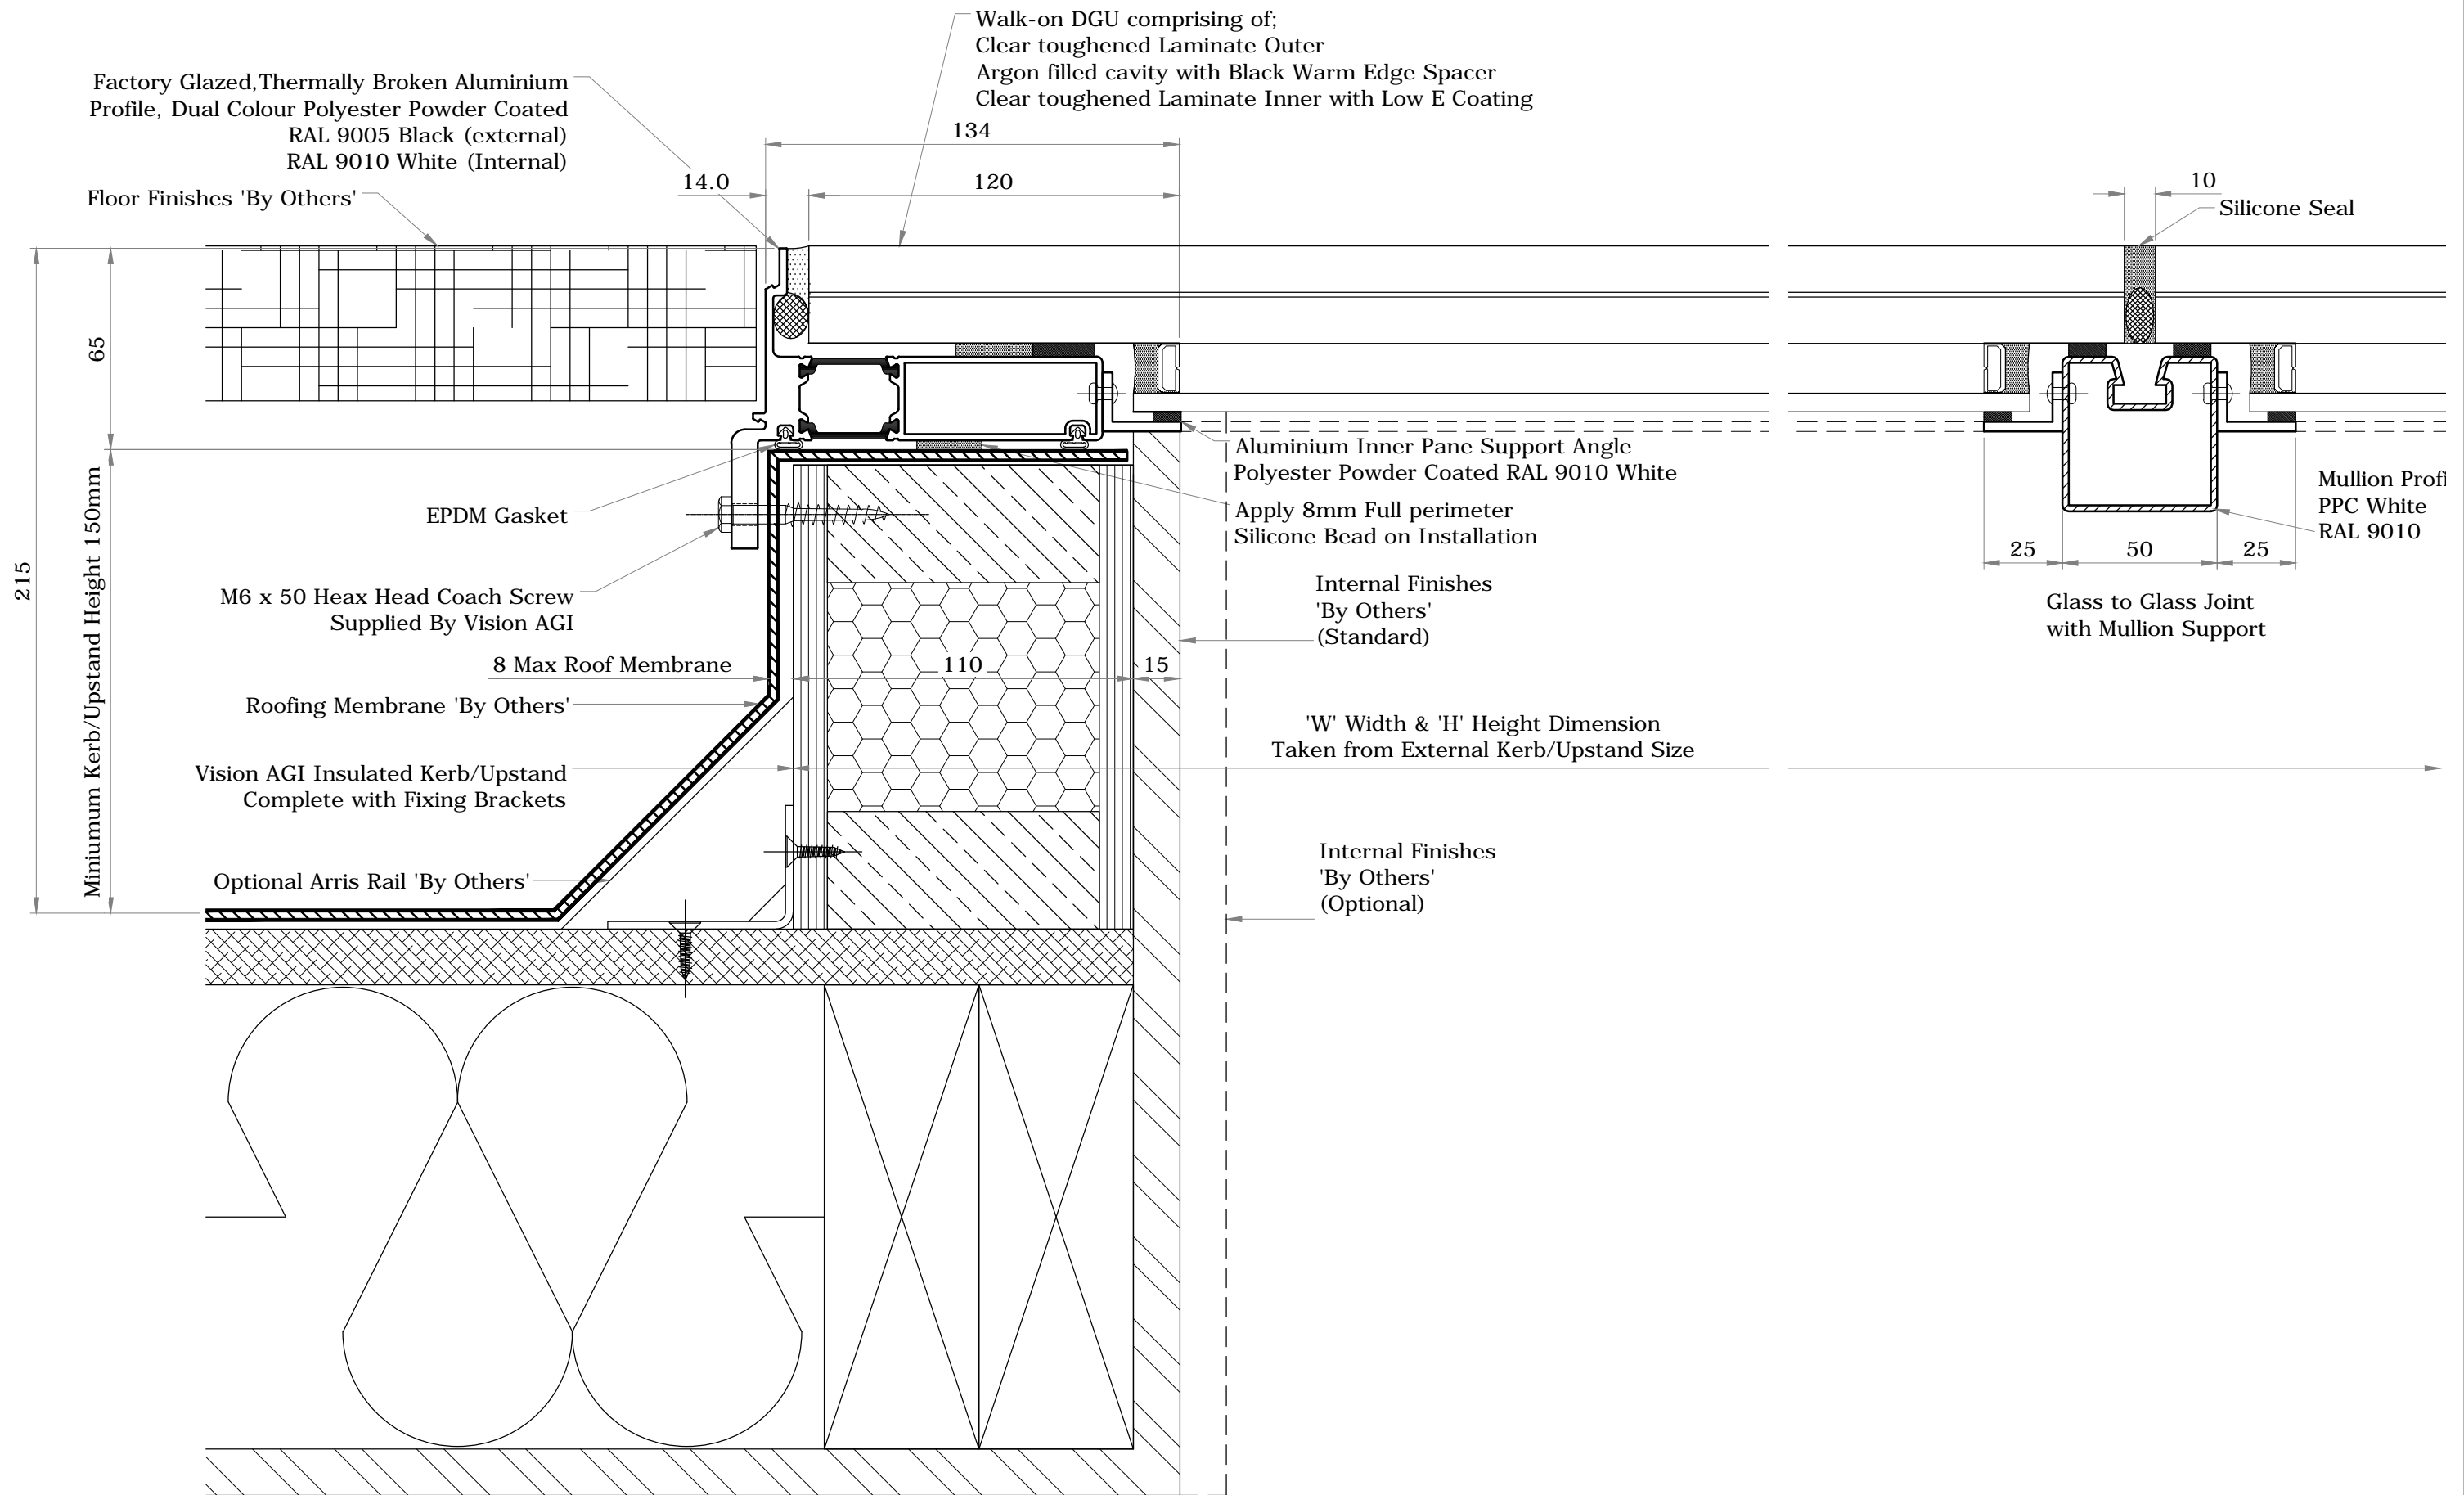 Walk-on DGU comprising of;
Clear toughened Laminate Outer
Argon filled cavity with Black Warm Edge Spacer
Clear toughened Laminate Inner with Low E Coating
Factory Glazed,Thermally Broken Aluminium
Profile, Dual Colour Polyester Powder Coated
RAL 9005 Black (external)
RAL 9010 White (Internal)
Floor Finishes 'By Others'
134
14.0
120
10
Silicone Seal
65
215
Miniumum Kerb/Upstand Height 150mm
EPDM Gasket
M6 x 50 Heax Head Coach Screw
Supplied By Vision AGI
8 Max Roof Membrane
110
15
Roofing Membrane 'By Others'
Vision AGI Insulated Kerb/Upstand
Complete with Fixing Brackets
Optional Arris Rail 'By Others'
Aluminium Inner Pane Support Angle
Polyester Powder Coated RAL 9010 White
Apply 8mm Full perimeter
Silicone Bead on Installation
Internal Finishes
'By Others'
(Standard)
'W' Width & 'H' Height Dimension
Taken from External Kerb/Upstand Size
Internal Finishes
'By Others'
(Optional)
Mullion Profi
PPC White
RAL 9010
25
50
25
Glass to Glass Joint
with Mullion Support